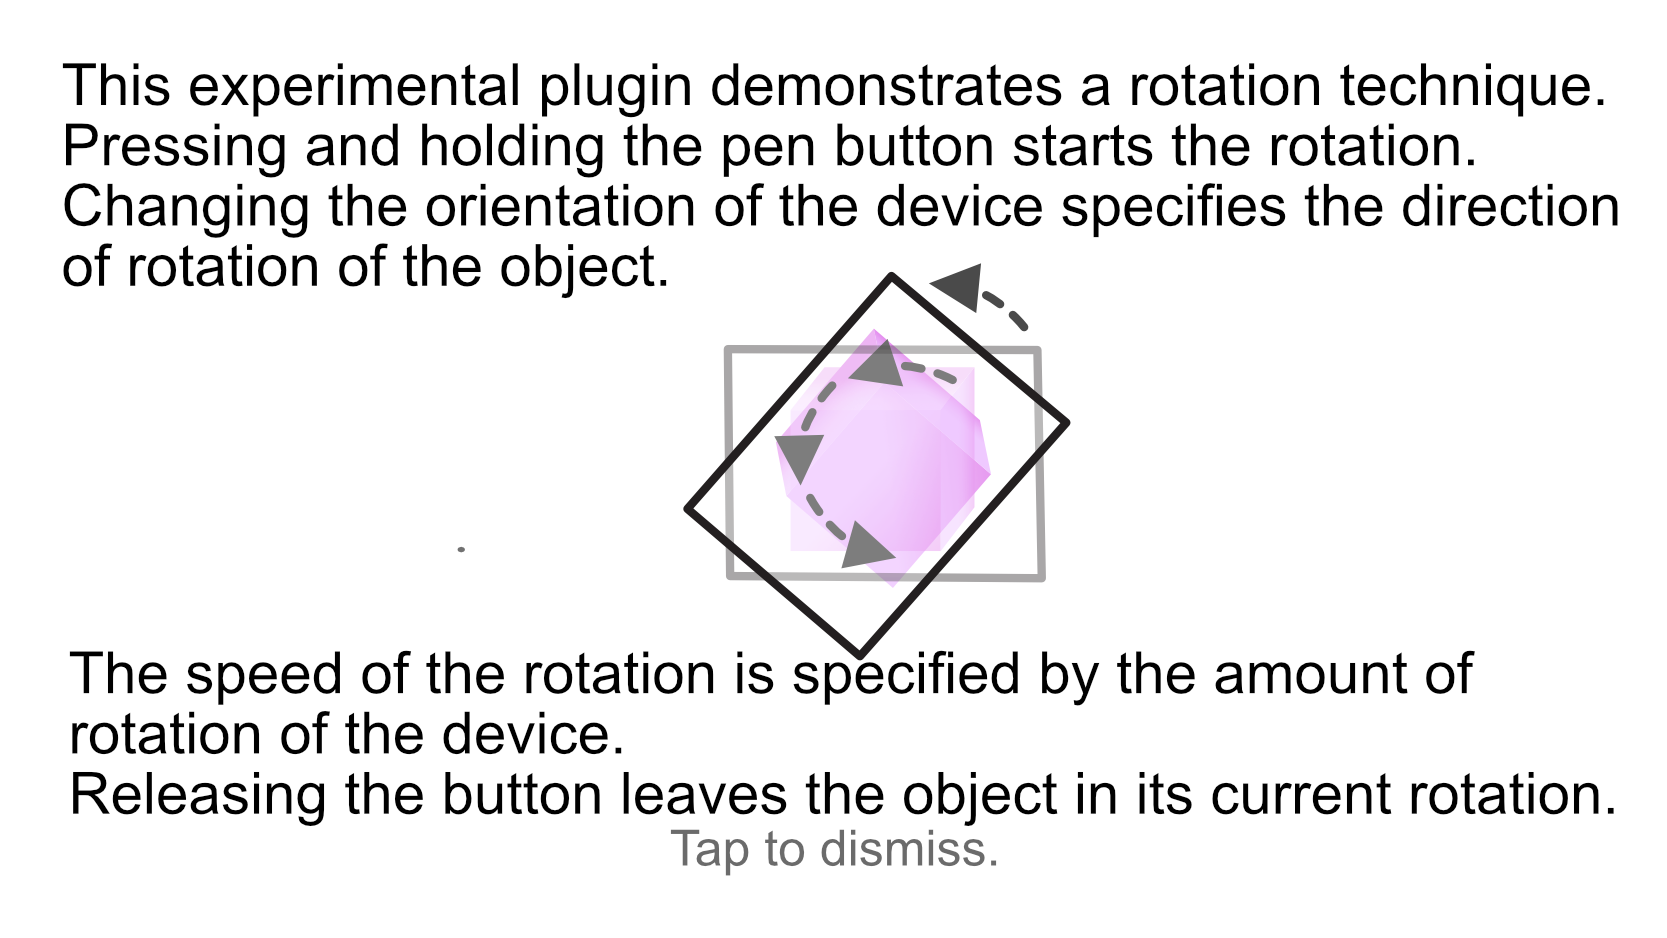 This experimental plugin demonstrates a rotation technique.
Pressing and holding the pen button starts the rotation.
Changing the orientation of the device specifies the direction
of rotation of the object.
The speed of the rotation is specified by the amount of
rotation of the device.
Releasing the button leaves the object in its current rotation.
Tap to dismiss.